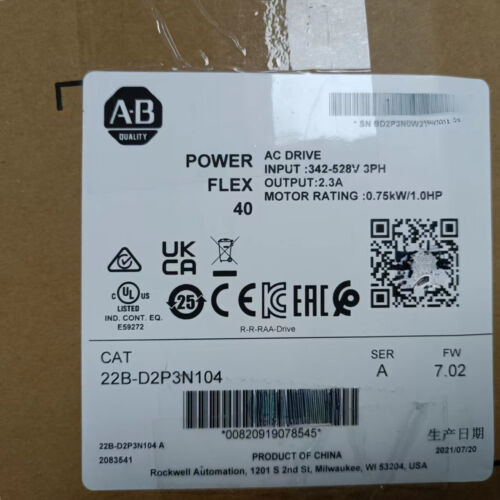 A-B
QUALITY
POWER
FLEX
40
AC DRIVE
INPUT :342-528V 3PH
OUTPUT:2.3A
MOTOR RATING :0.75kW/1.0HP
UK
CA
C UL US
LISTED
IND. CONT. EQ.
E59272
25
CE
EAC
R-R-RAA-Drive
CAT
22B-D2P3N104
SER
A
FW
7.02
*00820919078545*
22B-D2P3N104 A
2083541
生产日期
2021/07/20
PRODUCT OF CHINA
Rockwell Automation, 1201 S 2nd St, Milwaukee, WI 53204, USA